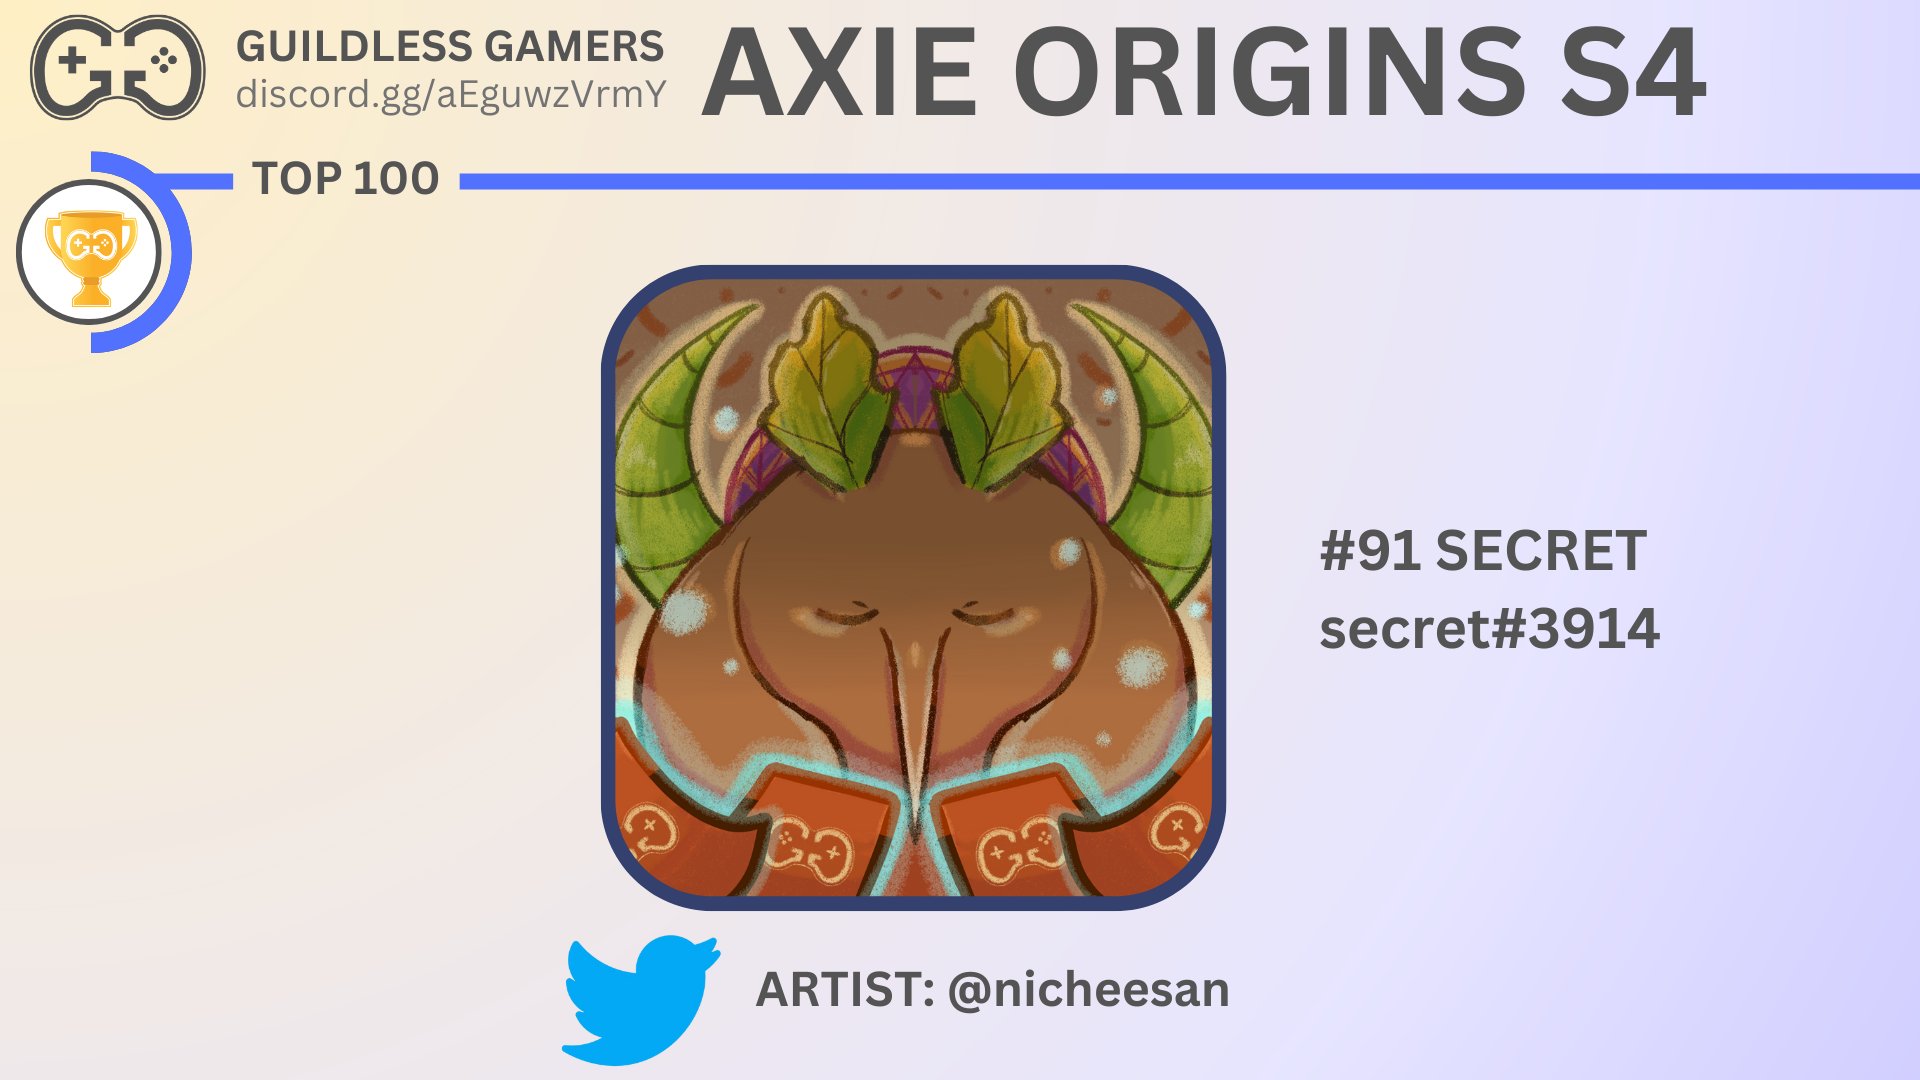 GUILDLESS GAMERS
discord.gg/aEguwzVrmY
AXIE ORIGINS S4
TOP 100
#91 SECRET
secret#3914
ARTIST: @nicheesan